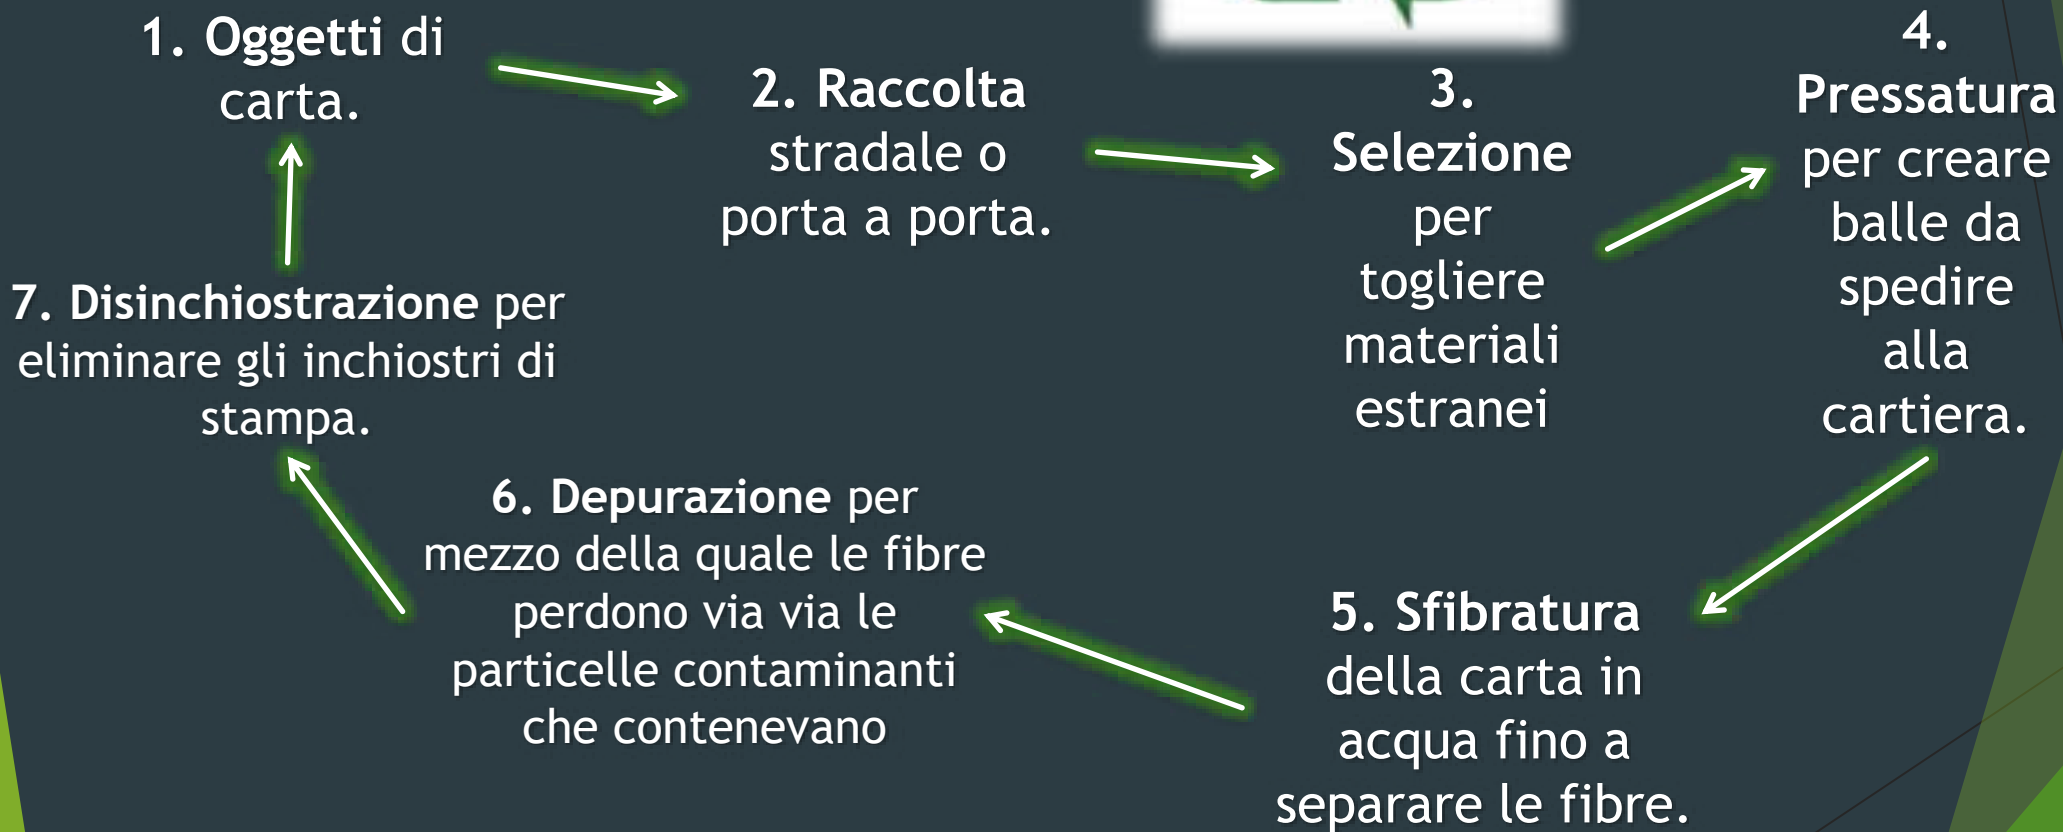 1. Oggetti di
carta.
2. Raccolta
stradale o
porta a porta.
3.
Selezione
per
togliere
materiali
estranei
4.
Pressatura
per creare
balle da
spedire
alla
cartiera.
5. Sfibratura
della carta in
acqua fino a
separare le fibre.
6. Depurazione per
mezzo della quale le fibre
perdono via via le
particelle contaminanti
che contenevano
7. Disinchiostrazione per
eliminare gli inchiostri di
stampa.